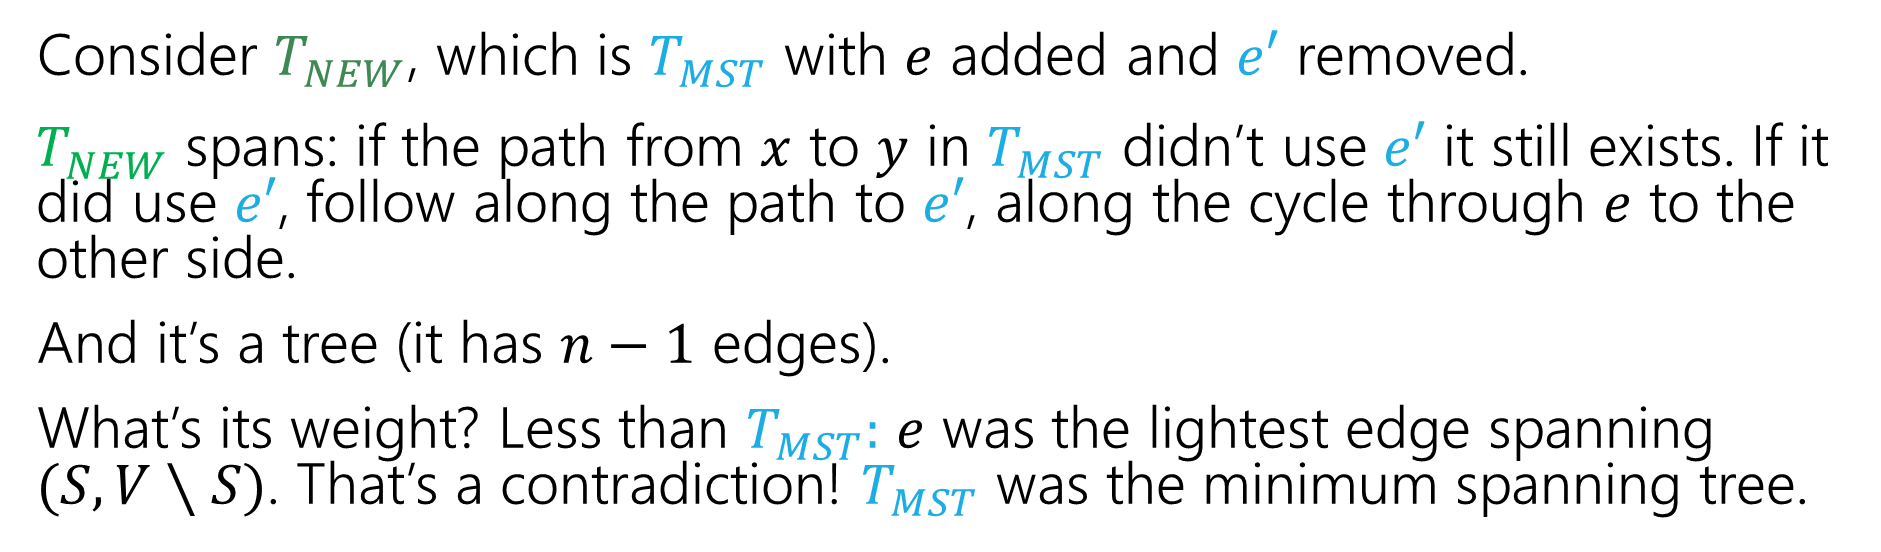 Consider T_NEW, which is T_MST with e added and e′ removed.
T_NEW spans: if the path from x to y in T_MST didn’t use e′ it still exists. If it
did use e′, follow along the path to e′, along the cycle through e to the
other side.
And it’s a tree (it has n − 1 edges).
What’s its weight? Less than T_MST: e was the lightest edge spanning
(S, V \ S). That’s a contradiction! T_MST was the minimum spanning tree.